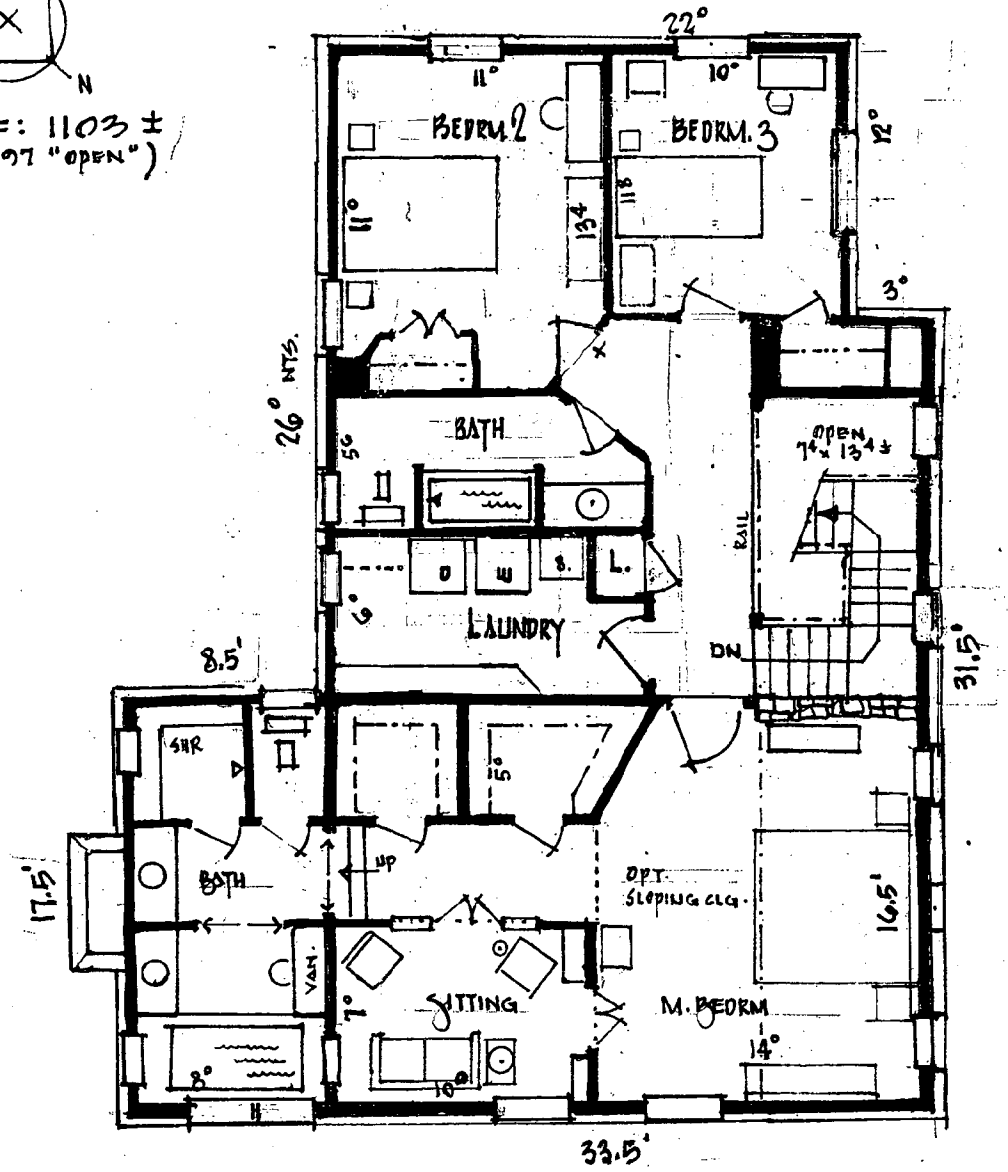 N
: 1103 ±
97 "OPEN")
22°
11°
10°
BEDRM. 2
BEDRM. 3
12°
11°
13⁴
11⁸
3°
X
26° NTS.
BATH
5°
OPEN
7⁴ x 13⁴ ±
RAIL
D
W
S.
L.
6°
LAUNDRY
DN
31.5'
8.5'
SHR
5°
UP
BATH
OPT.
SLOPING CLG.
17.5'
16.5'
VAN.
7°
SITTING
M. BEDRM
8°
10°
14°
33.5'